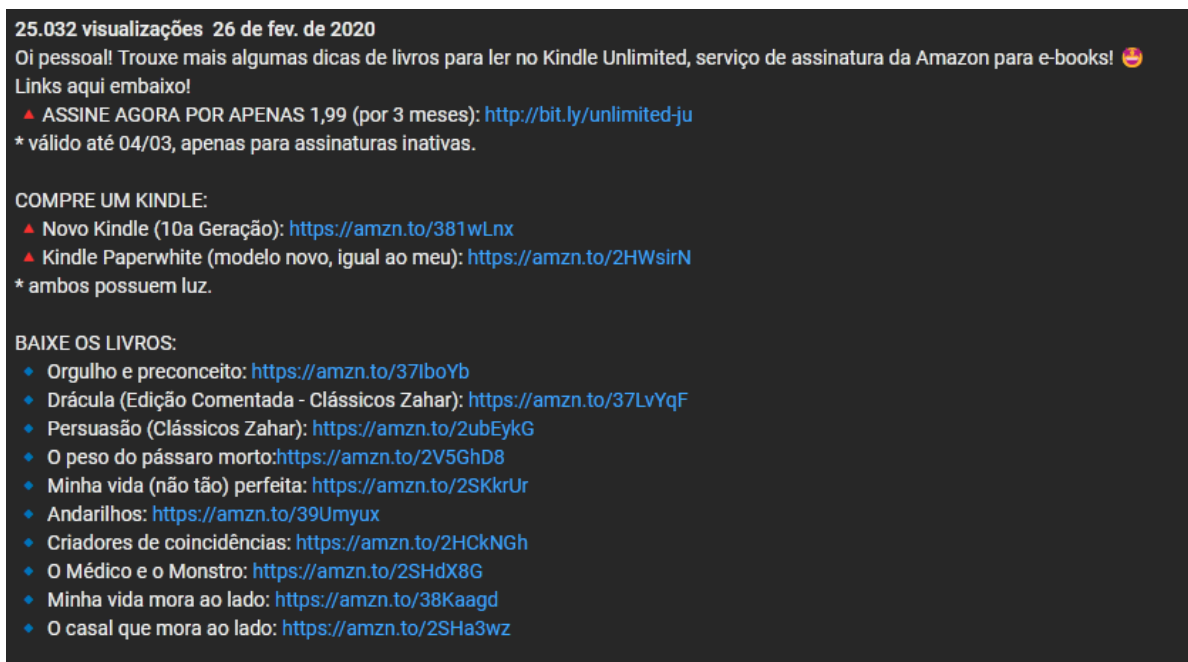 25.032 visualizações 26 de fev. de 2020
Oi pessoal! Trouxe mais algumas dicas de livros para ler no Kindle Unlimited, serviço de assinatura da Amazon para e-books! 🤩
Links aqui embaixo!
🔺 ASSINE AGORA POR APENAS 1,99 (por 3 meses): http://bit.ly/unlimited-ju
* válido até 04/03, apenas para assinaturas inativas.
COMPRE UM KINDLE:
🔺 Novo Kindle (10a Geração): https://amzn.to/381wLnx
🔺 Kindle Paperwhite (modelo novo, igual ao meu): https://amzn.to/2HWsirN
* ambos possuem luz.
BAIXE OS LIVROS:
🔹 Orgulho e preconceito: https://amzn.to/37IboYb
🔹 Drácula (Edição Comentada - Clássicos Zahar): https://amzn.to/37LvYqF
🔹 Persuasão (Clássicos Zahar): https://amzn.to/2ubEykG
🔹 O peso do pássaro morto:https://amzn.to/2V5GhD8
🔹 Minha vida (não tão) perfeita: https://amzn.to/2SKkrUr
🔹 Andarilhos: https://amzn.to/39Umyux
🔹 Criadores de coincidências: https://amzn.to/2HCkNGh
🔹 O Médico e o Monstro: https://amzn.to/2SHdX8G
🔹 Minha vida mora ao lado: https://amzn.to/38Kaagd
🔹 O casal que mora ao lado: https://amzn.to/2SHa3wz